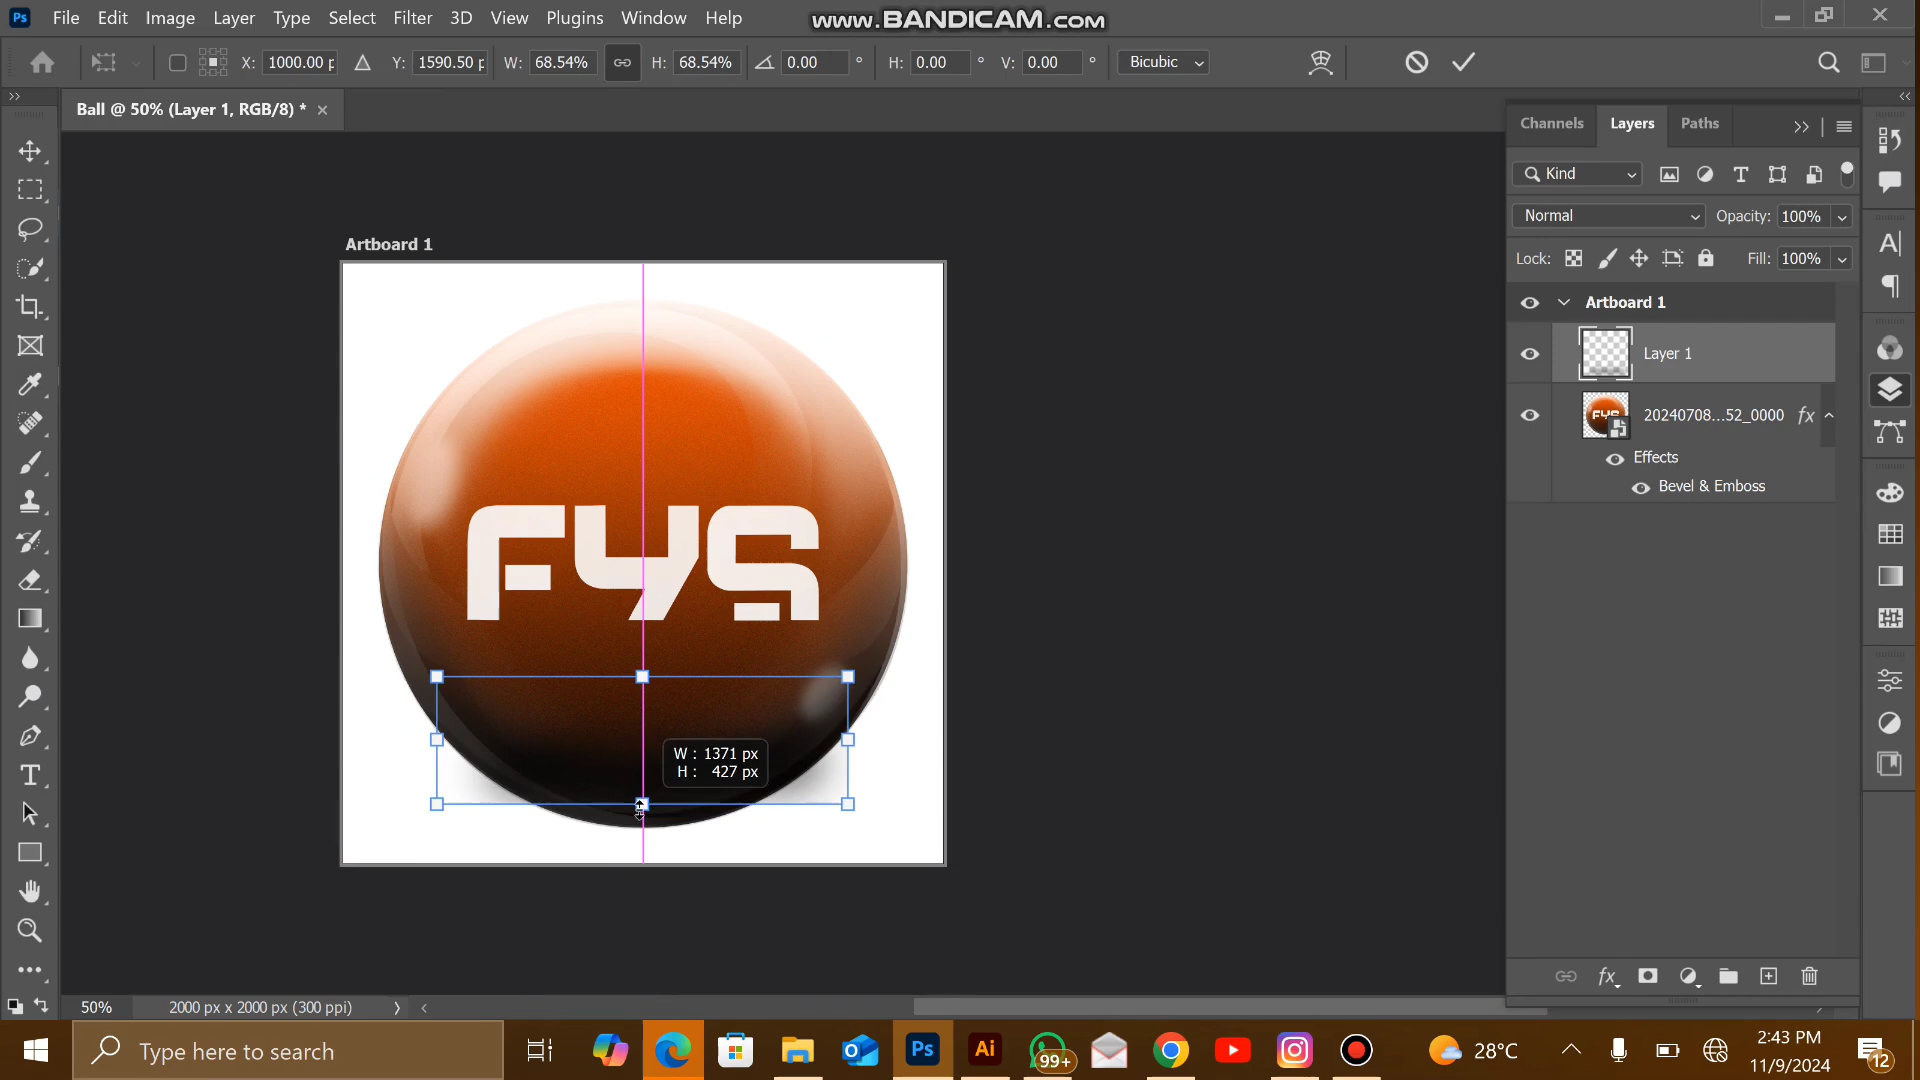 Ps File Edit Image Layer Type Select Filter 3D View Plugins Window Help
www.BANDICAM.com
X: 1000.00 p Y: 1590.50 p W: 68.54% H: 68.54% 0.00 ° H: 0.00 ° V: 0.00 ° Bicubic
Ball @ 50% (Layer 1, RGB/8) * ×
Channels Layers Paths
Kind
Normal Opacity: 100%
Lock: Fill: 100%
Artboard 1
Layer 1
20240708...52_0000 fx
Effects
Bevel & Emboss
Artboard 1
FYS
W : 1371 px
H : 427 px
50% 2000 px x 2000 px (300 ppi)
Type here to search
Ps Ai 99+
28°C
2:43 PM
11/9/2024
12